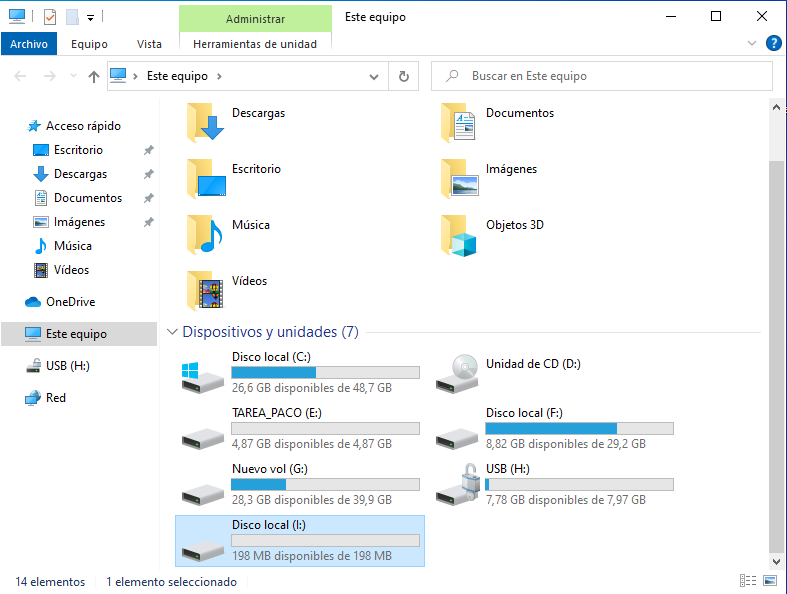 Administrar
Este equipo
Archivo
Equipo
Vista
Herramientas de unidad
?
Este equipo
Buscar en Este equipo
Acceso rápido
Escritorio
Descargas
Documentos
Imágenes
Música
Vídeos
OneDrive
Este equipo
USB (H:)
Red
Descargas
Documentos
Escritorio
Imágenes
Música
Objetos 3D
Vídeos
Dispositivos y unidades (7)
Disco local (C:)
26,6 GB disponibles de 48,7 GB
Unidad de CD (D:)
TAREA_PACO (E:)
4,87 GB disponibles de 4,87 GB
Disco local (F:)
8,82 GB disponibles de 29,2 GB
Nuevo vol (G:)
28,3 GB disponibles de 39,9 GB
USB (H:)
7,78 GB disponibles de 7,97 GB
Disco local (I:)
198 MB disponibles de 198 MB
14 elementos
1 elemento seleccionado